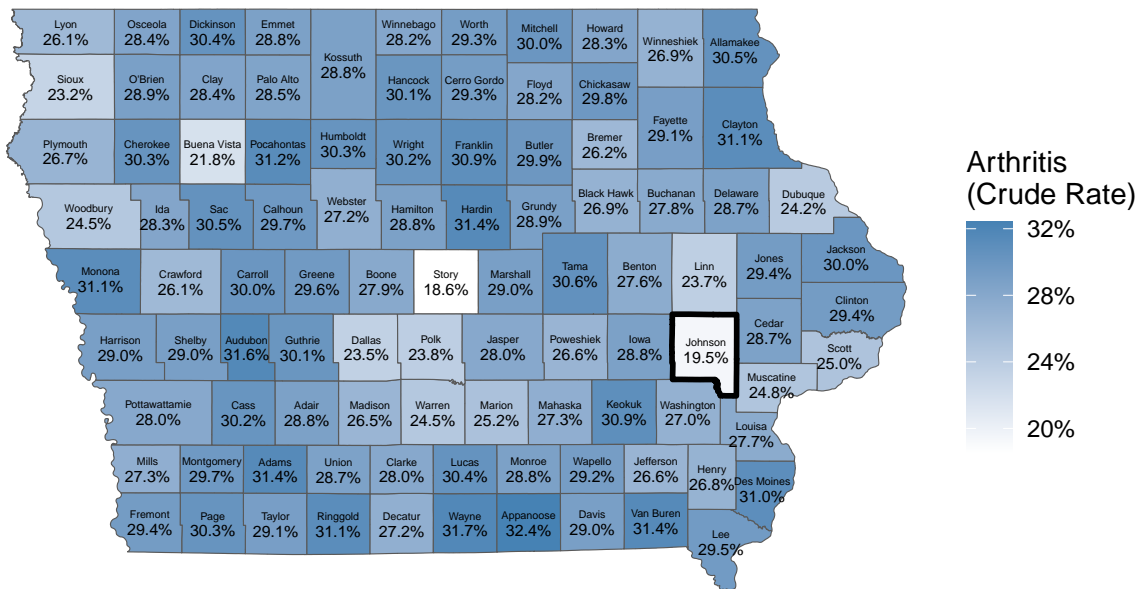 Lyon
26.1%
Osceola
28.4%
Dickinson
30.4%
Emmet
28.8%
Kossuth
28.8%
Winnebago
28.2%
Worth
29.3%
Mitchell
30.0%
Howard
28.3%
Winneshiek
26.9%
Allamakee
30.5%
Sioux
23.2%
O'Brien
28.9%
Clay
28.4%
Palo Alto
28.5%
Hancock
30.1%
Cerro Gordo
29.3%
Floyd
28.2%
Chickasaw
29.8%
Plymouth
26.7%
Cherokee
30.3%
Buena Vista
21.8%
Pocahontas
31.2%
Humboldt
30.3%
Wright
30.2%
Franklin
30.9%
Butler
29.9%
Bremer
26.2%
Fayette
29.1%
Clayton
31.1%
Woodbury
24.5%
Ida
28.3%
Sac
30.5%
Calhoun
29.7%
Webster
27.2%
Hamilton
28.8%
Hardin
31.4%
Grundy
28.9%
Black Hawk
26.9%
Buchanan
27.8%
Delaware
28.7%
Dubuque
24.2%
Monona
31.1%
Crawford
26.1%
Carroll
30.0%
Greene
29.6%
Boone
27.9%
Story
18.6%
Marshall
29.0%
Tama
30.6%
Benton
27.6%
Linn
23.7%
Jones
29.4%
Jackson
30.0%
Clinton
29.4%
Harrison
29.0%
Shelby
29.0%
Audubon
31.6%
Guthrie
30.1%
Dallas
23.5%
Polk
23.8%
Jasper
28.0%
Poweshiek
26.6%
Iowa
28.8%
Johnson
19.5%
Cedar
28.7%
Scott
25.0%
Muscatine
24.8%
Pottawattamie
28.0%
Cass
30.2%
Adair
28.8%
Madison
26.5%
Warren
24.5%
Marion
25.2%
Mahaska
27.3%
Keokuk
30.9%
Washington
27.0%
Louisa
27.7%
Mills
27.3%
Montgomery
29.7%
Adams
31.4%
Union
28.7%
Clarke
28.0%
Lucas
30.4%
Monroe
28.8%
Wapello
29.2%
Jefferson
26.6%
Henry
26.8%
Des Moines
31.0%
Fremont
29.4%
Page
30.3%
Taylor
29.1%
Ringgold
31.1%
Decatur
27.2%
Wayne
31.7%
Appanoose
32.4%
Davis
29.0%
Van Buren
31.4%
Lee
29.5%
Arthritis
(Crude Rate)
32%
28%
24%
20%